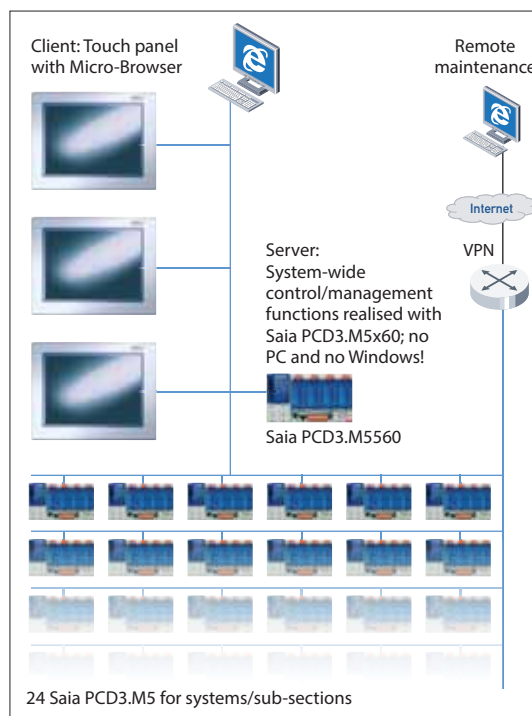 Client: Touch panel
with Micro-Browser
Remote
maintenance
Internet
VPN
Server:
System-wide
control/management
functions realised with
Saia PCD3.M5x60; no
PC and no Windows!
Saia PCD3.M5560
24 Saia PCD3.M5 for systems/sub-sections